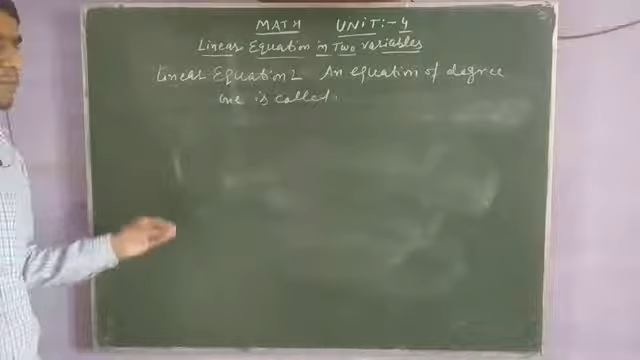 MATH UNIT:- 4
Linear Equation in Two variables
Linear Equation:- An equation of degree
one is called